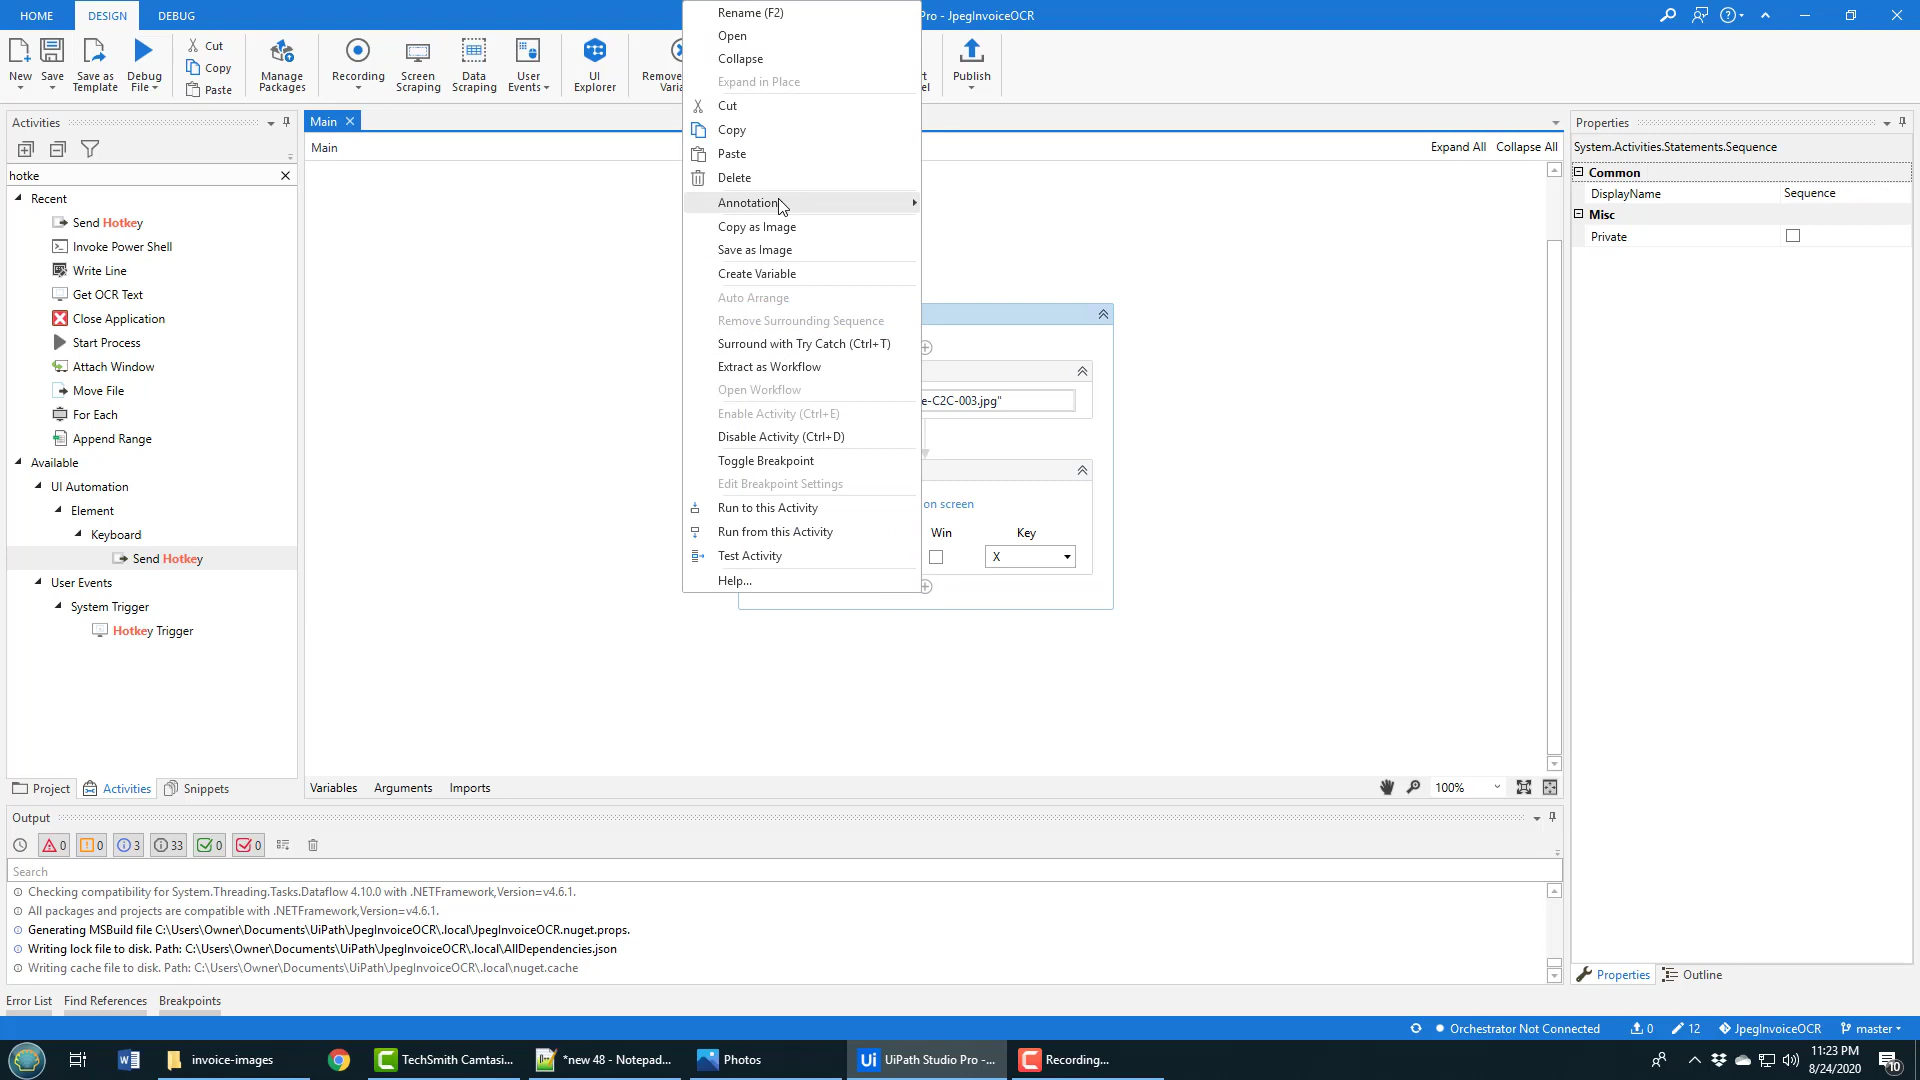 HOME DESIGN DEBUG
Pro - JpegInvoiceOCR
New Save Save as Template Debug File
Cut
Copy
Paste
Manage Packages
Recording
Screen Scraping
Data Scraping
User Events
UI Explorer
Publish
Activities
hotke
Recent
Send Hotkey
Invoke Power Shell
Write Line
Get OCR Text
Close Application
Start Process
Attach Window
Move File
For Each
Append Range
Available
UI Automation
Element
Keyboard
Send Hotkey
User Events
System Trigger
Hotkey Trigger
Project Activities Snippets
Main
Main
Expand All Collapse All
Rename (F2)
Open
Collapse
Expand in Place
Cut
Copy
Paste
Delete
Annotation
Copy as Image
Save as Image
Create Variable
Auto Arrange
Remove Surrounding Sequence
Surround with Try Catch (Ctrl+T)
Extract as Workflow
Open Workflow
Enable Activity (Ctrl+E)
Disable Activity (Ctrl+D)
Toggle Breakpoint
Edit Breakpoint Settings
Run to this Activity
Run from this Activity
Test Activity
Help...
e-C2C-003.jpg"
on screen
Win Key
X
Variables Arguments Imports
100%
Properties
System.Activities.Statements.Sequence
Common
DisplayName Sequence
Misc
Private
Properties Outline
Output
0 0 3 33 0 0
Search
Checking compatibility for System.Threading.Tasks.Dataflow 4.10.0 with .NETFramework,Version=v4.6.1.
All packages and projects are compatible with .NETFramework,Version=v4.6.1.
Generating MSBuild file C:\Users\Owner\Documents\UiPath\JpegInvoiceOCR\.local\JpegInvoiceOCR.nuget.props.
Writing lock file to disk. Path: C:\Users\Owner\Documents\UiPath\JpegInvoiceOCR\.local\AllDependencies.json
Writing cache file to disk. Path: C:\Users\Owner\Documents\UiPath\JpegInvoiceOCR\.local\nuget.cache
Error List Find References Breakpoints
Orchestrator Not Connected 0 12 JpegInvoiceOCR master
invoice-images
TechSmith Camtasi...
*new 48 - Notepad...
Photos
Ui UiPath Studio Pro -...
Recording...
11:23 PM
8/24/2020
10